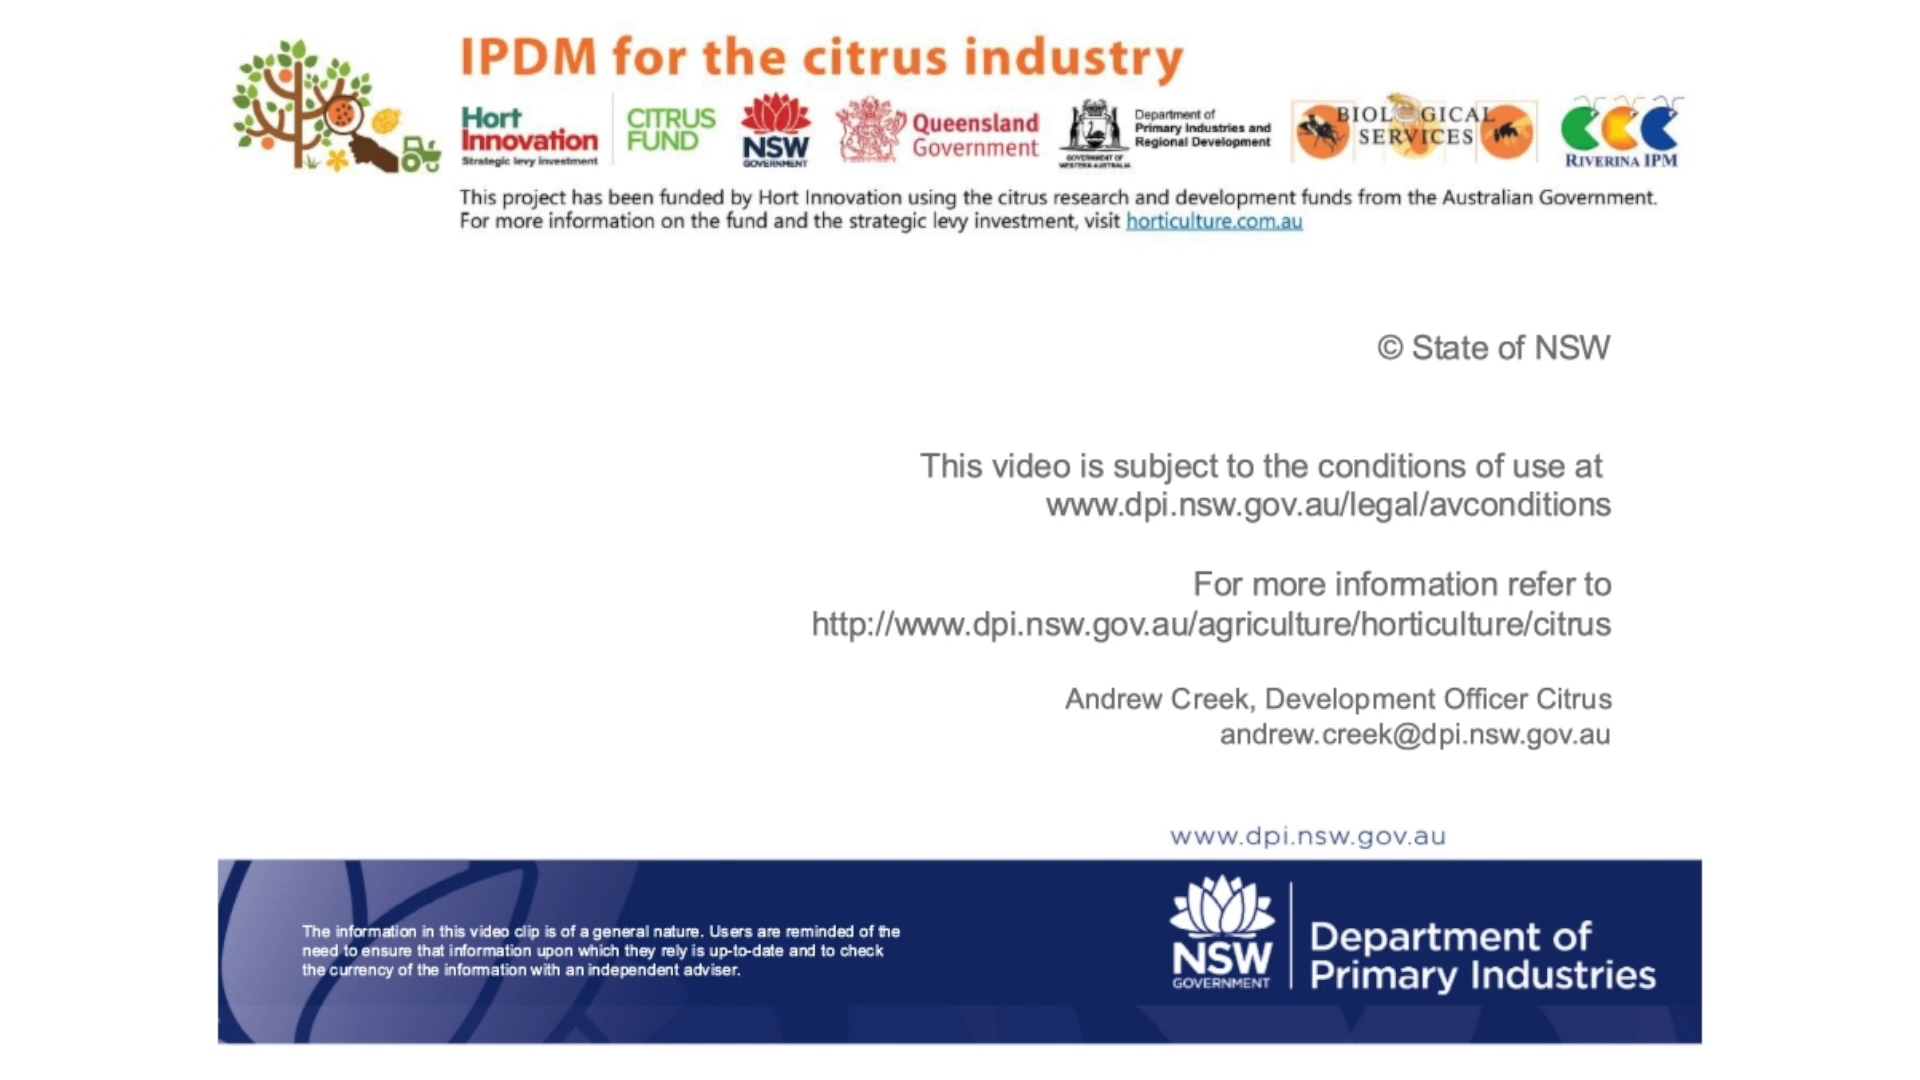 IPDM for the citrus industry
Hort
Innovation
Strategic levy investment
CITRUS
FUND
NSW
GOVERNMENT
Queensland
Government
GOVERNMENT OF
WESTERN AUSTRALIA
Department of
Primary Industries and
Regional Development
BIOLOGICAL
SERVICES
RIVERINA IPM
This project has been funded by Hort Innovation using the citrus research and development funds from the Australian Government.
For more information on the fund and the strategic levy investment, visit horticulture.com.au
© State of NSW
This video is subject to the conditions of use at
www.dpi.nsw.gov.au/legal/avconditions
For more information refer to
http://www.dpi.nsw.gov.au/agriculture/horticulture/citrus
Andrew Creek, Development Officer Citrus
andrew.creek@dpi.nsw.gov.au
www.dpi.nsw.gov.au
The information in this video clip is of a general nature. Users are reminded of the
need to ensure that information upon which they rely is up-to-date and to check
the currency of the information with an independent adviser.
NSW
GOVERNMENT
Department of
Primary Industries